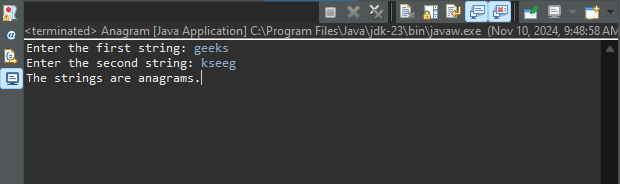 <terminated> Anagram [Java Application] C:\Program Files\Java\jdk-23\bin\javaw.exe (Nov 10, 2024, 9:48:58 AM
Enter the first string: geeks
Enter the second string: kseeg
The strings are anagrams.